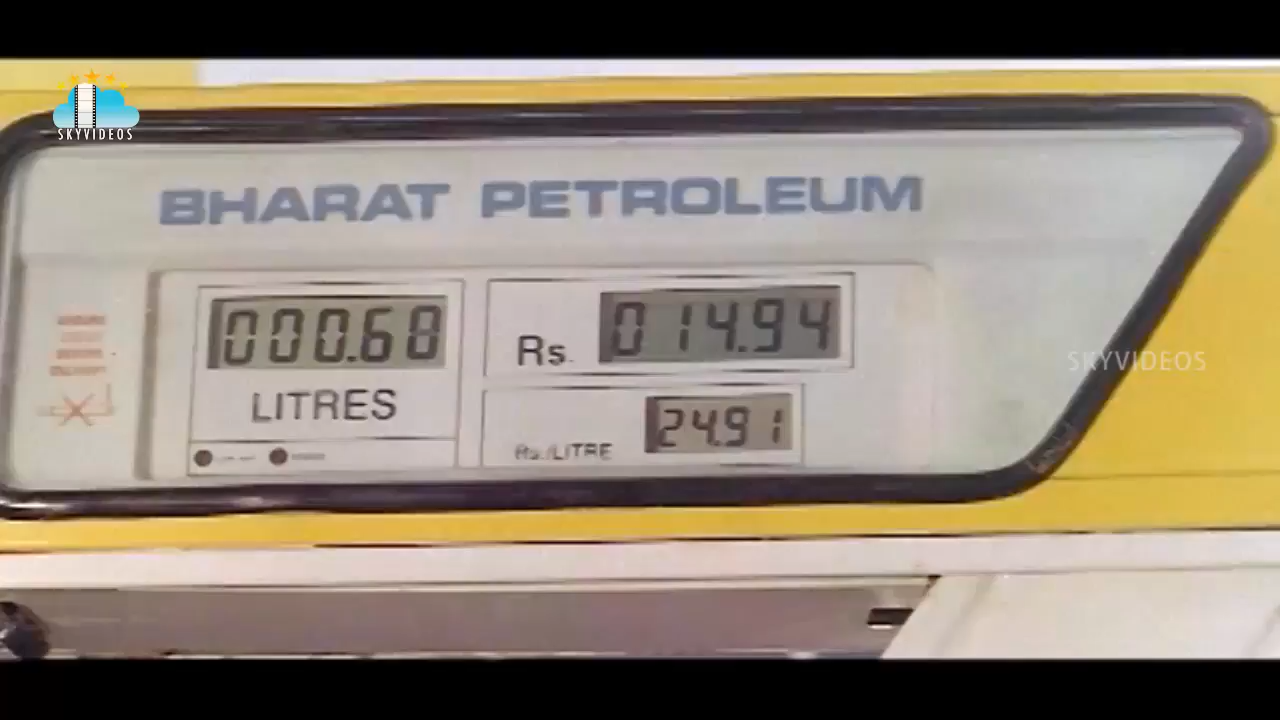 SKYVIDEOS
BHARAT PETROLEUM
000.68
LITRES
Rs. 014.94
24.91
Rs./LITRE
SKYVIDEOS